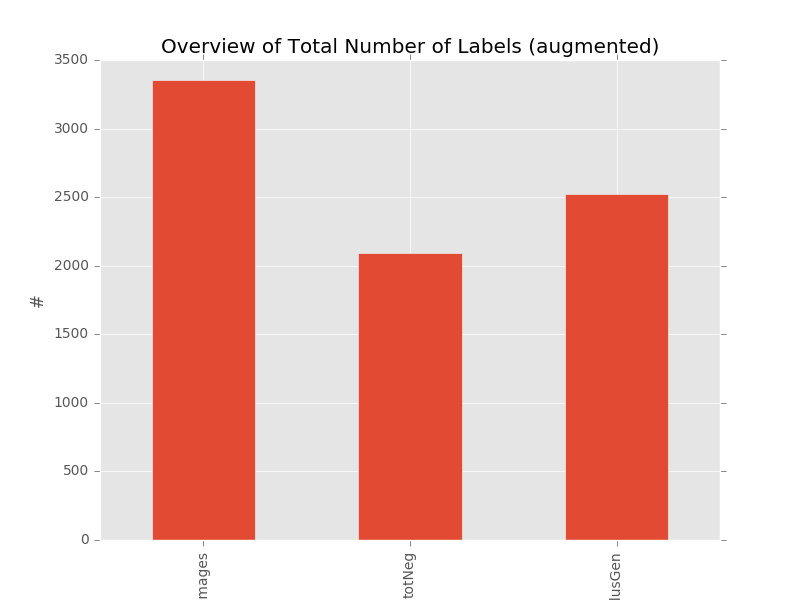 Overview of Total Number of Labels (augmented)
3500
3000
2500
2000
1500
1000
500
0
#
mages
totNeg
lusGen